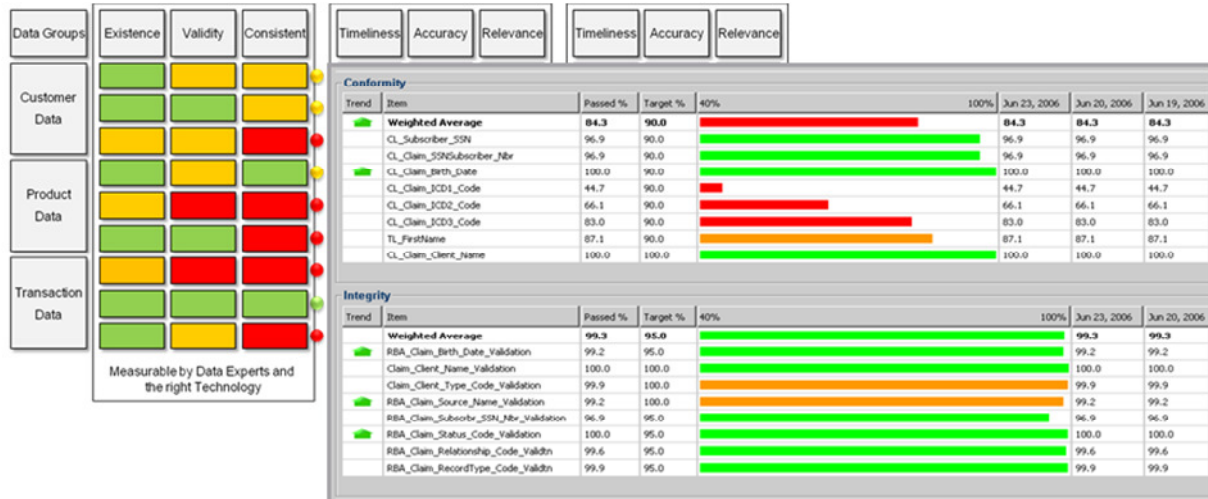 Data Groups Existence Validity Consistent Timeliness Accuracy Relevance Timeliness Accuracy Relevance
Customer
Data
Product
Data
Transaction
Data
Measurable by Data Experts and
the right Technology
Conformity
Trend Item Passed % Target % 40% 100% Jun 23, 2006 Jun 20, 2006 Jun 19, 2006
Weighted Average 84.3 90.0 84.3 84.3 84.3
CL_Subscriber_SSN 96.9 90.0 96.9 96.9 96.9
CL_Claim_SSNSubscriber_Nbr 96.9 90.0 96.9 96.9 96.9
CL_Claim_Birth_Date 100.0 90.0 100.0 100.0 100.0
CL_Claim_ICD1_Code 44.7 90.0 44.7 44.7 44.7
CL_Claim_ICD2_Code 66.1 90.0 66.1 66.1 66.1
CL_Claim_ICD3_Code 83.0 90.0 83.0 83.0 83.0
TL_FirstName 87.1 90.0 87.1 87.1 87.1
CL_Claim_Client_Name 100.0 90.0 100.0 100.0 100.0
Integrity
Trend Item Passed % Target % 40% 100% Jun 23, 2006 Jun 20, 2006
Weighted Average 99.3 95.0 99.3 99.3
RBA_Claim_Birth_Date_Validation 99.2 95.0 99.2 99.2
Claim_Client_Name_Validation 100.0 100.0 100.0 100.0
Claim_Client_Type_Code_Validation 99.9 100.0 99.9 99.9
RBA_Claim_Source_Name_Validation 99.2 100.0 99.2 99.2
RBA_Claim_Subscrbr_SSN_Nbr_Validation 96.9 95.0 96.9 96.9
RBA_Claim_Status_Code_Validation 100.0 95.0 100.0 100.0
RBA_Claim_Relationship_Code_Validtn 99.6 95.0 99.6 99.6
RBA_Claim_RecordType_Code_Validtn 99.9 95.0 99.9 99.9